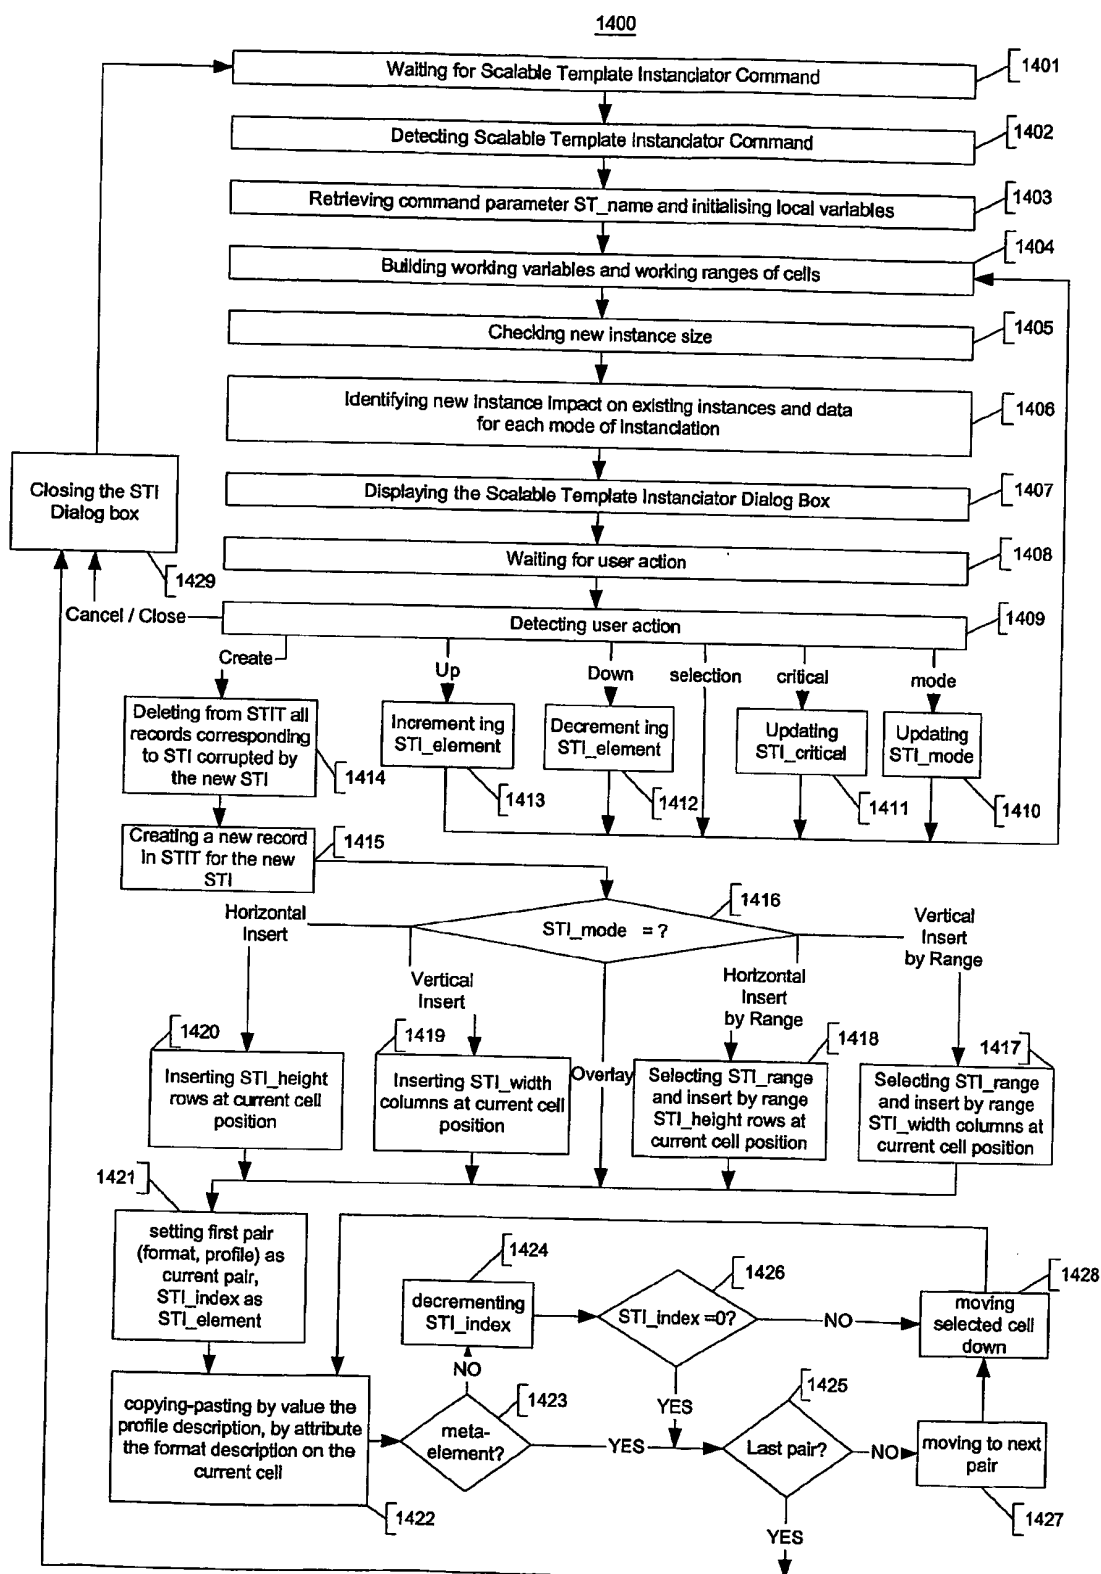 1400
Waiting for Scalable Template Instanciator Command
1401
Detecting Scalable Template Instanciator Command
1402
Retrieving command parameter ST_name and initialising local variables
1403
1404
Building working variables and working ranges of cells
Checking new instance size
1405
Identifying new instance impact on existing instances and data
for each mode of instanciation
1406
Closing the STI
Dialog box
Displaying the Scalable Template Instanciator Dialog Box
1407
Waiting for user action
1408
1429
Cancel / Close
Detecting user action
1409
Create
Up
Down
selection
critical
mode
Deleting from STIT all
records corresponding
to STI corrupted by
the new STI
1414
Increment ing
STI_element
1413
Decrement ing
STI_element
1412
Updating
STI_critical
1411
Updating
STI_mode
1410
Creating a new record
in STIT for the new
STI
1415
1416
STI_mode = ?
Horizontal
Insert
Vertical
Insert
Horizontal
Insert
by Range
Vertical
Insert
by Range
1420
1419
1418
1417
Inserting STI_height
rows at current cell
position
Inserting STI_width
columns at current cell
position
Overlay
Selecting STI_range
and insert by range
STI_height rows at
current cell position
Selecting STI_range
and insert by range
STI_width columns at
current cell position
1421
setting first pair
(format, profile) as
current pair,
STI_index as
STI_element
1424
decrementing
STI_index
1426
STI_index =0?
NO
1428
moving
selected cell
down
NO
YES
copying-pasting by value the
profile description, by attribute
the format description on the
current cell
1422
1423
meta-
element?
YES
1425
Last pair?
NO
moving to next
pair
1427
YES